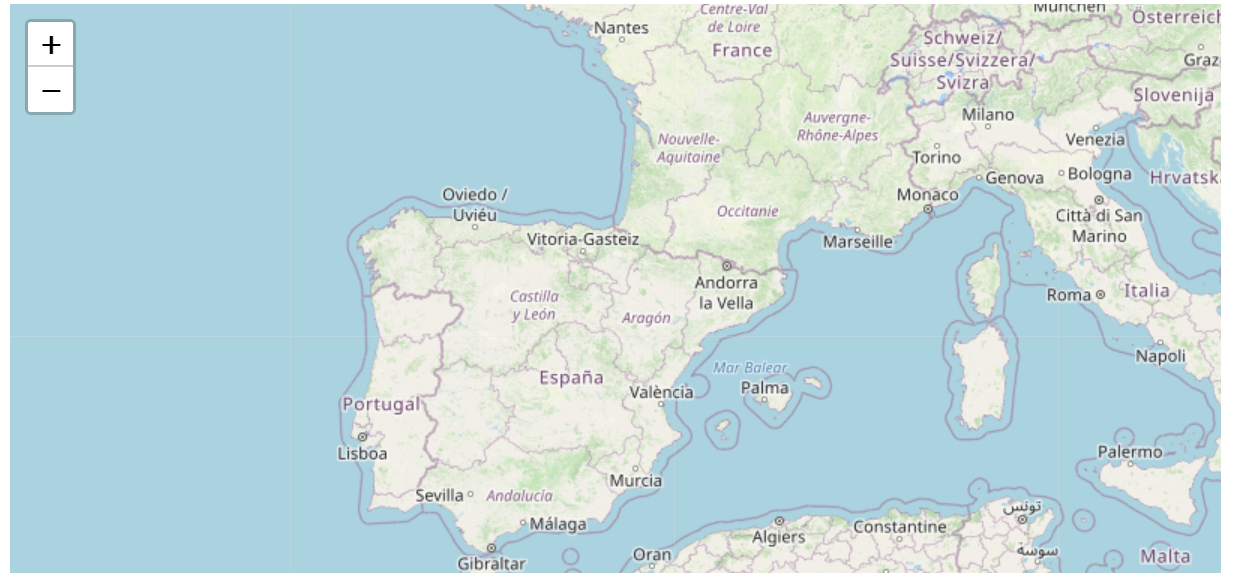 +
−
Nantes
Centre-Val
de Loire
France
München
Österreich
Schweiz/
Suisse/Svizzera/
Svizra
Graz
Slovenija
Milano
Venezia
Auvergne-
Rhône-Alpes
Nouvelle-
Aquitaine
Torino
Genova
Bologna
Hrvatska
Monaco
Oviedo /
Uviéu
Occitanie
Città di San
Marino
Vitoria-Gasteiz
Marseille
Andorra
la Vella
Castilla
y León
Aragón
Roma
Italia
Napoli
Mar Balear
España
Palma
València
Portugal
Lisboa
Palermo
Murcia
Sevilla
Andalucía
Málaga
Gibraltar
Oran
Algiers
Constantine
تونس
سوسة
Malta